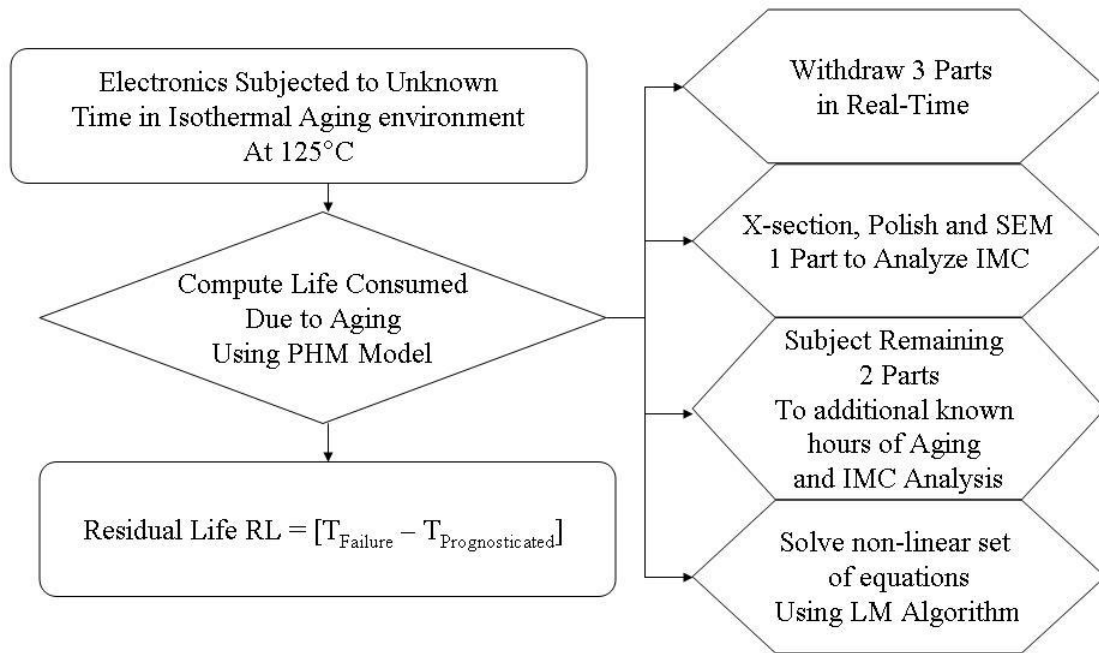 Electronics Subjected to Unknown
Time in Isothermal Aging environment
At 125°C
Compute Life Consumed
Due to Aging
Using PHM Model
Residual Life RL = [T_Failure – T_Prognosticated]
Withdraw 3 Parts
in Real-Time
X-section, Polish and SEM
1 Part to Analyze IMC
Subject Remaining
2 Parts
To additional known
hours of Aging
and IMC Analysis
Solve non-linear set
of equations
Using LM Algorithm